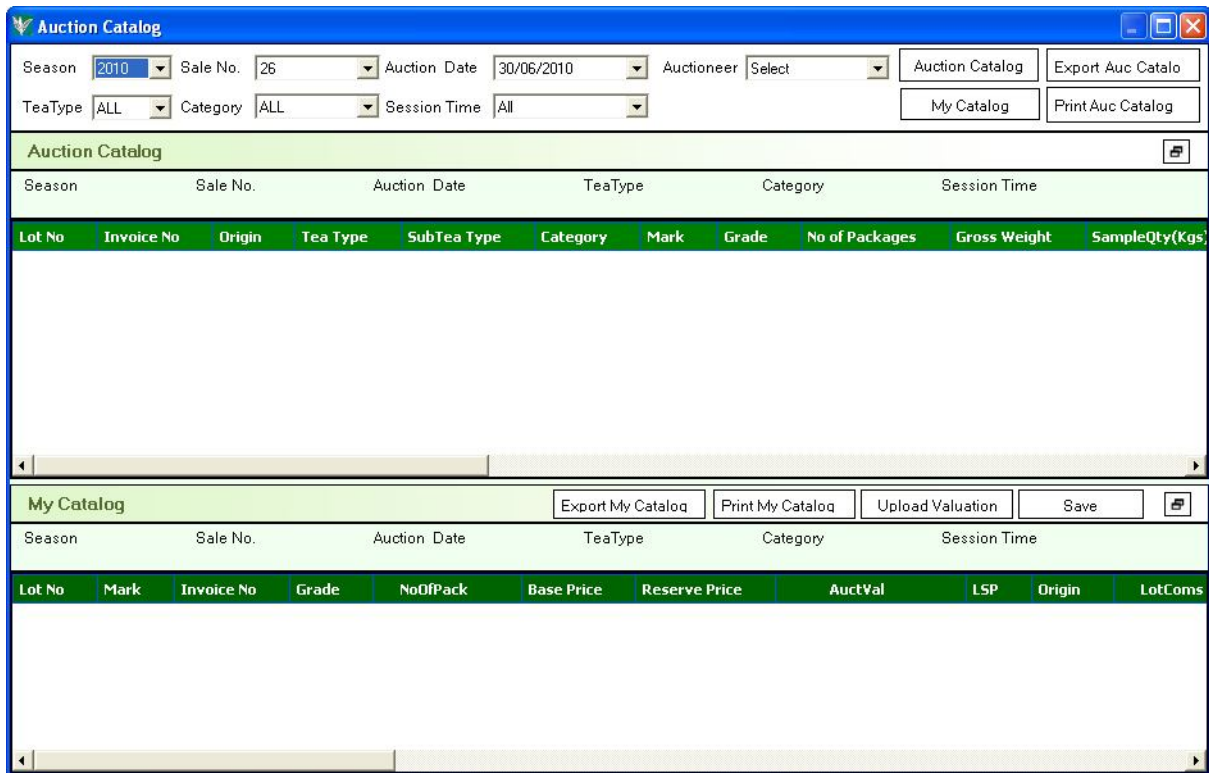 Auction Catalog
Season 2010 Sale No. 26 Auction Date 30/06/2010 Auctioneer Select Auction Catalog Export Auc Catalo
TeaType ALL Category ALL Session Time All My Catalog Print Auc Catalog
Auction Catalog
Season Sale No. Auction Date TeaType Category Session Time
Lot No Invoice No Origin Tea Type SubTea Type Category Mark Grade No of Packages Gross Weight SampleQty(Kgs)
My Catalog Export My Catalog Print My Catalog Upload Valuation Save
Season Sale No. Auction Date TeaType Category Session Time
Lot No Mark Invoice No Grade NoOfPack Base Price Reserve Price AuctVal LSP Origin LotComs